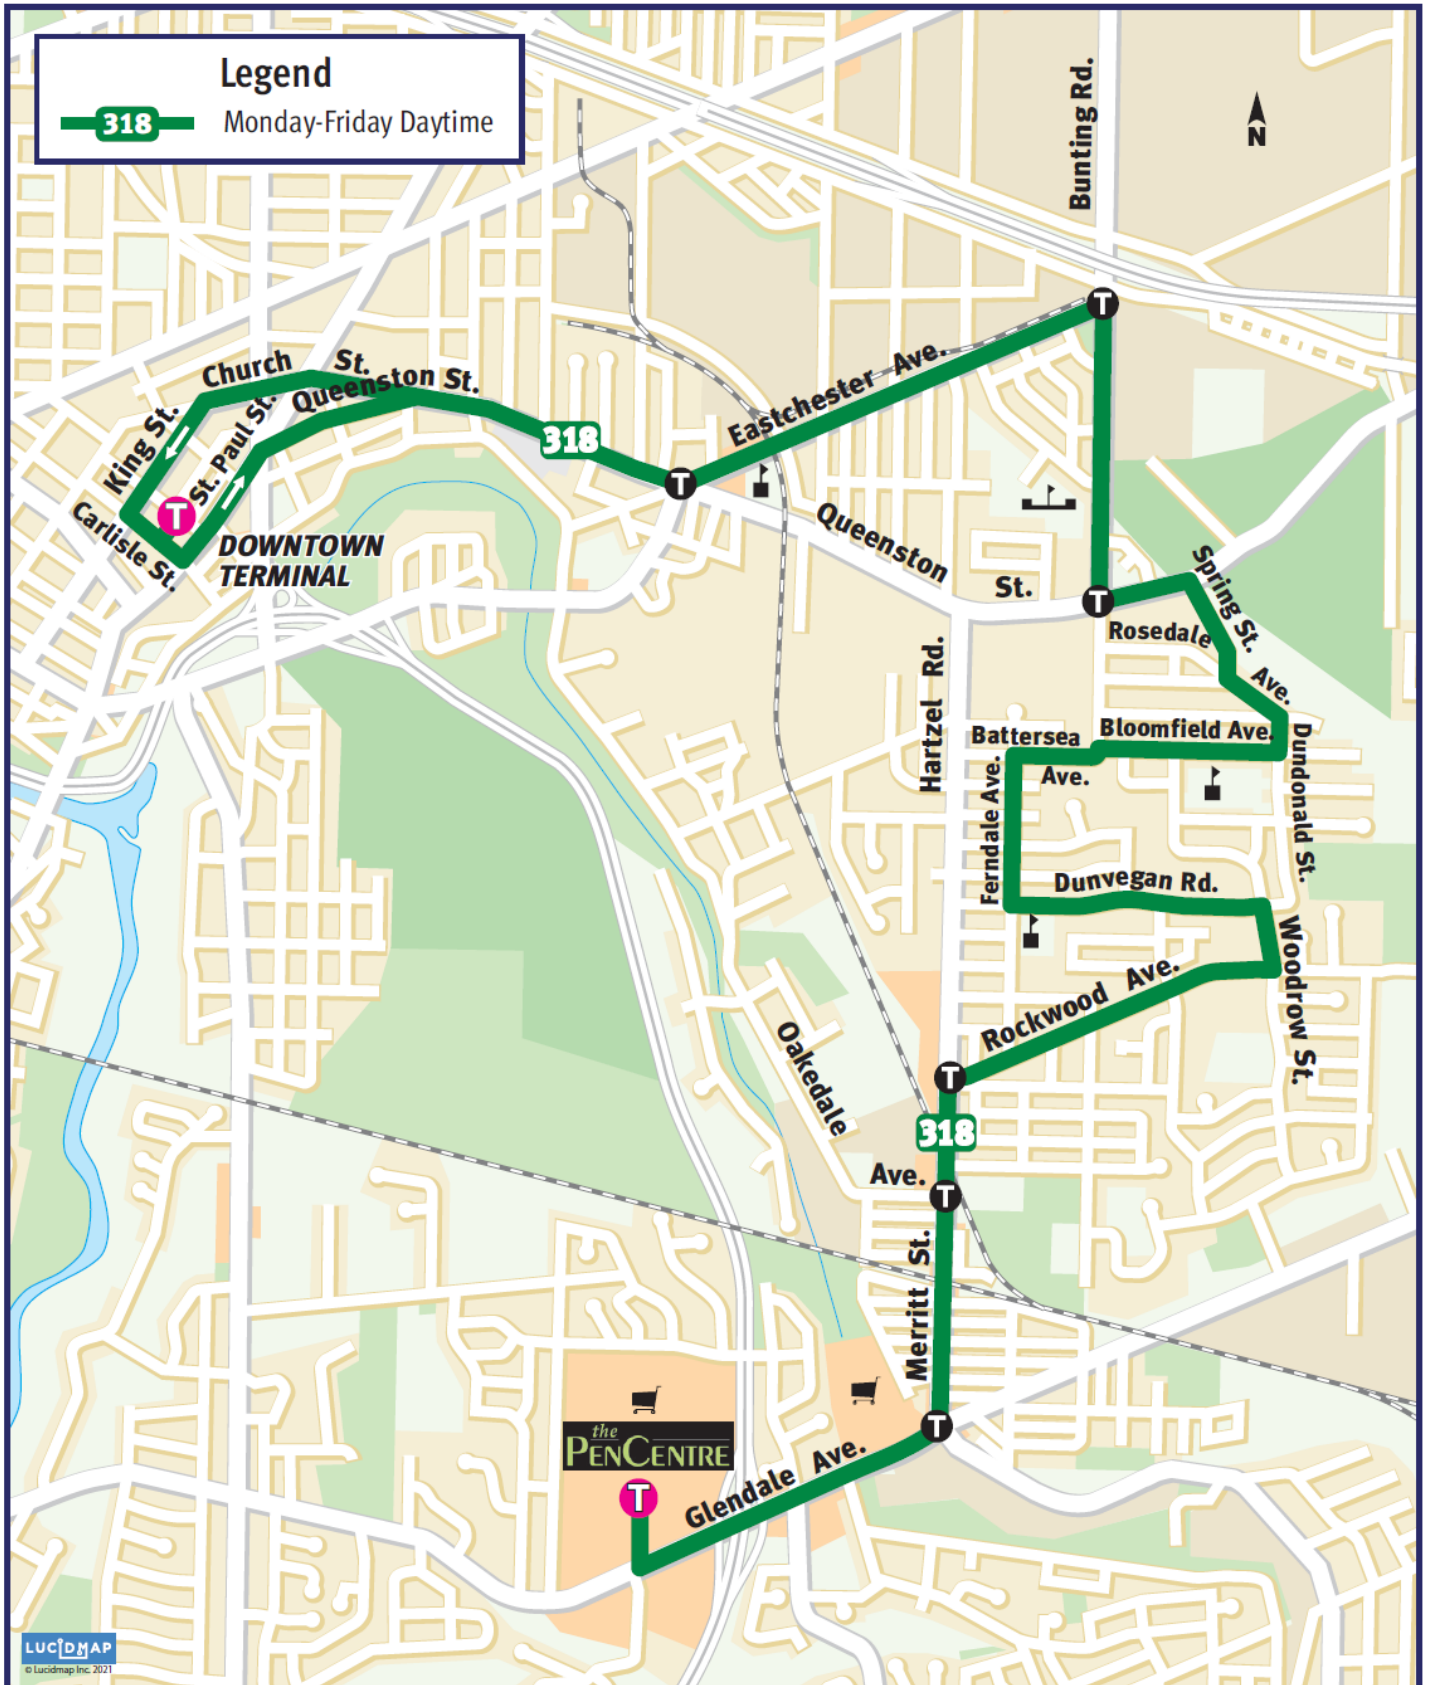 Legend
318 Monday-Friday Daytime
Bunting Rd.
N
T
Church St.
Queenston St.
King St.
St. Paul St.
318
Eastchester Ave.
T
T
Carlisle St.
DOWNTOWN
TERMINAL
Queenston St.
T
Spring St.
Rosedale Ave.
Hartzel Rd.
Battersea Ave.
Bloomfield Ave.
Dundonald St.
Ferndale Ave.
Dunvegan Rd.
Woodrow St.
Rockwood Ave.
Oakedale Ave.
T
318
T
Merritt St.
T
the
PENCENTRE
T
Glendale Ave.
LUCIDMAP
© Lucidmap Inc. 2021